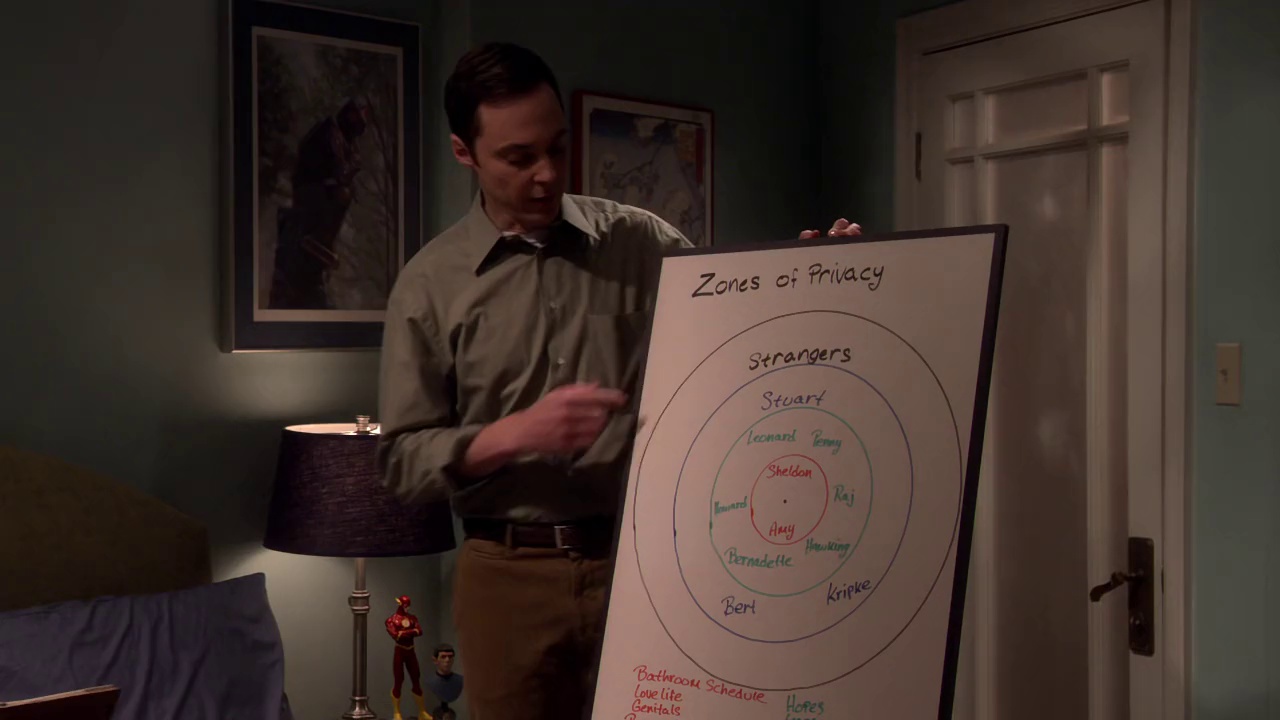 Zones of Privacy
Strangers
Stuart
Leonard Penny
Sheldon
Howard
Raj
Amy
Hawking
Bernadette
Kripke
Bert
Bathroom Schedule
Love life
Genitals
Hopes